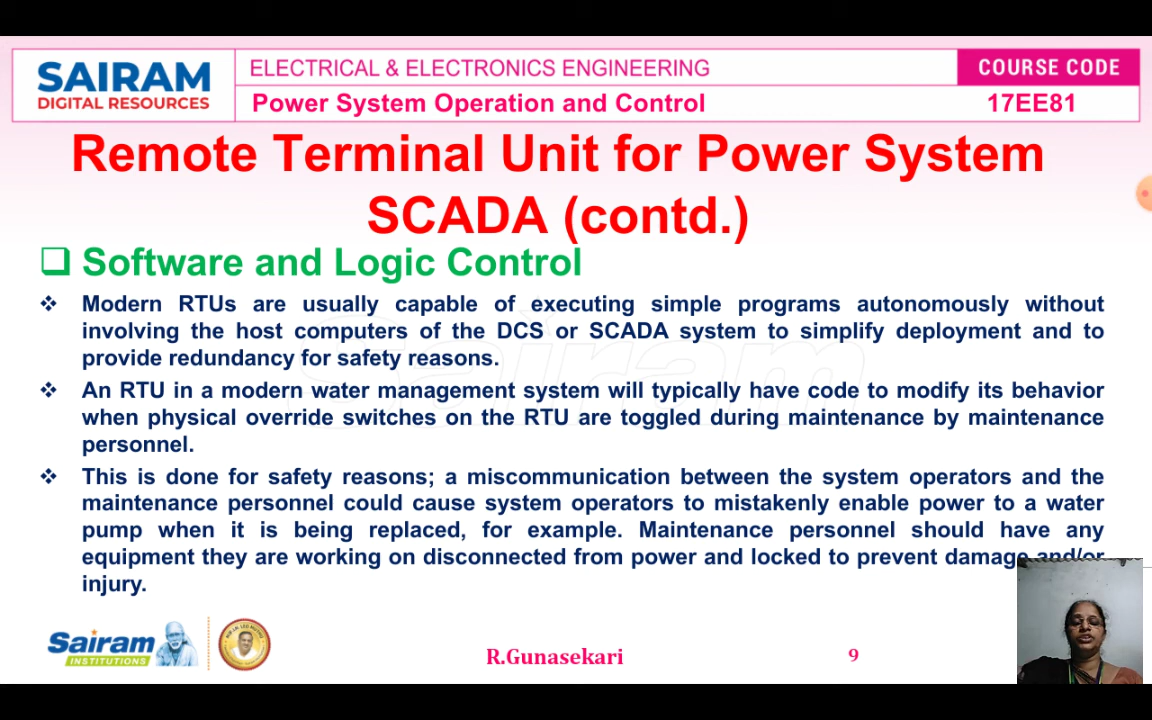 SAIRAM
DIGITAL RESOURCES
ELECTRICAL & ELECTRONICS ENGINEERING
COURSE CODE
Power System Operation and Control
17EE81
Remote Terminal Unit for Power System
SCADA (contd.)
❑ Software and Logic Control
❖ Modern RTUs are usually capable of executing simple programs autonomously without
involving the host computers of the DCS or SCADA system to simplify deployment and to
provide redundancy for safety reasons.
❖ An RTU in a modern water management system will typically have code to modify its behavior
when physical override switches on the RTU are toggled during maintenance by maintenance
personnel.
❖ This is done for safety reasons; a miscommunication between the system operators and the
maintenance personnel could cause system operators to mistakenly enable power to a water
pump when it is being replaced, for example. Maintenance personnel should have any
equipment they are working on disconnected from power and locked to prevent damage and/or
injury.
Sairam
INSTITUTIONS
R.Gunasekari
9